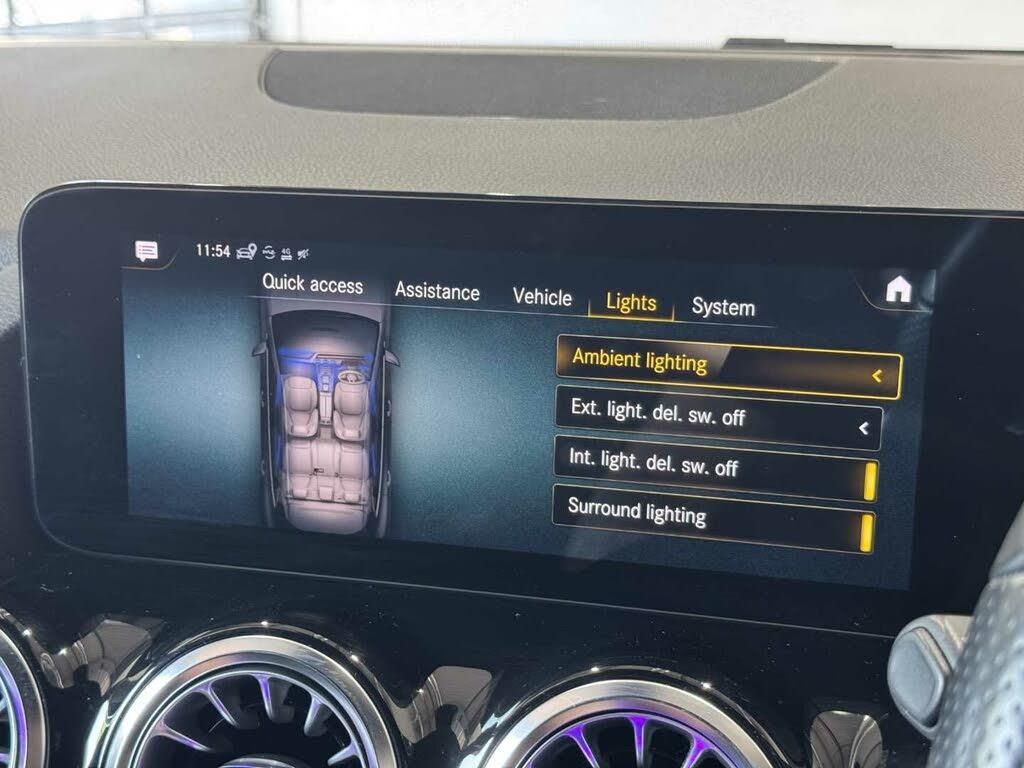 11:54
4G
Quick access Assistance Vehicle Lights System
Ambient lighting
Ext. light. del. sw. off
Int. light. del. sw. off
Surround lighting